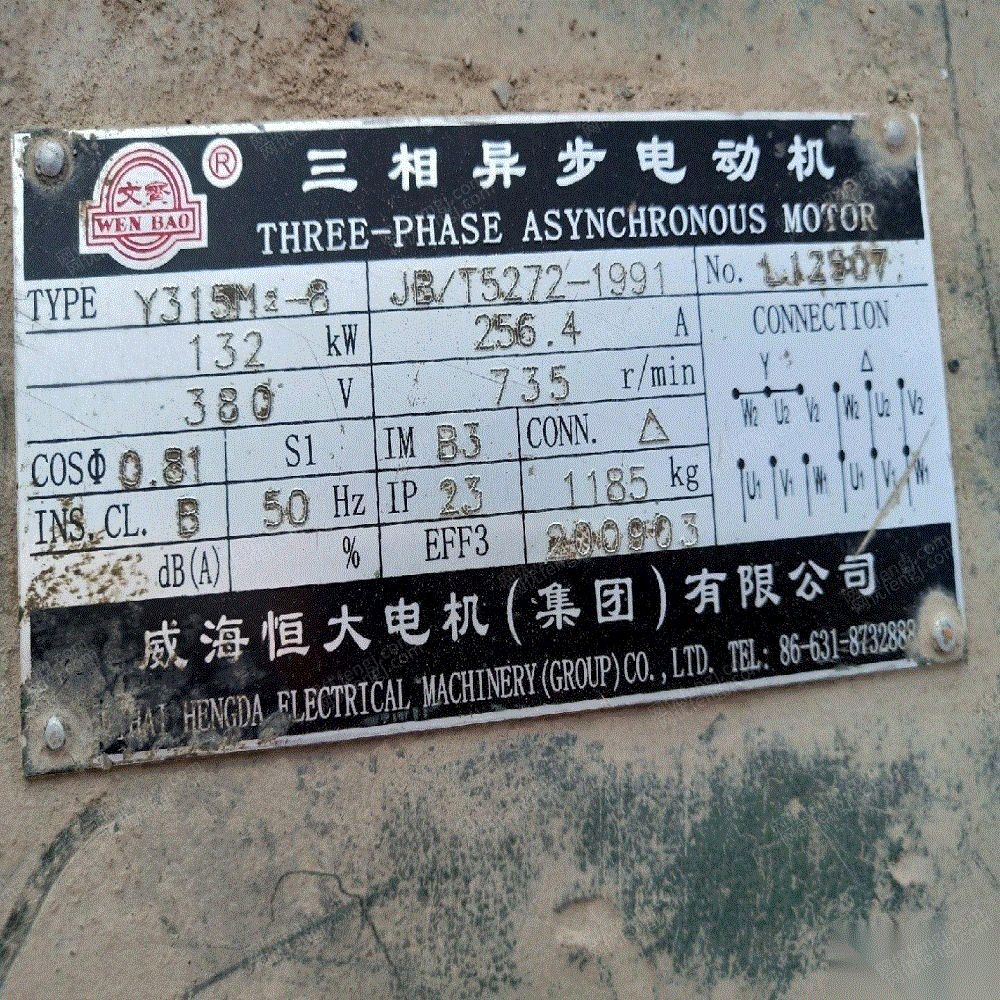 文宝
WEN BAO
®
三相异步电动机
THREE-PHASE ASYNCHRONOUS MOTOR
TYPE Y315M2-8 JB/T5272-1991 No. L12907
132 kW 256.4 A CONNECTION
380 V 735 r/min Y △
W2 U2 V2 W2 U2 V2
COSΦ 0.81 S1 IM B3 CONN. △
INS.CL. B 50 Hz IP 23 1185 kg U1 V1 W1 U1 V1 W1
dB(A) % EFF3 200903
威海恒大电机(集团)有限公司
HENGDA ELECTRICAL MACHINERY(GROUP)CO.,LTD. TEL: 86-631-8732888